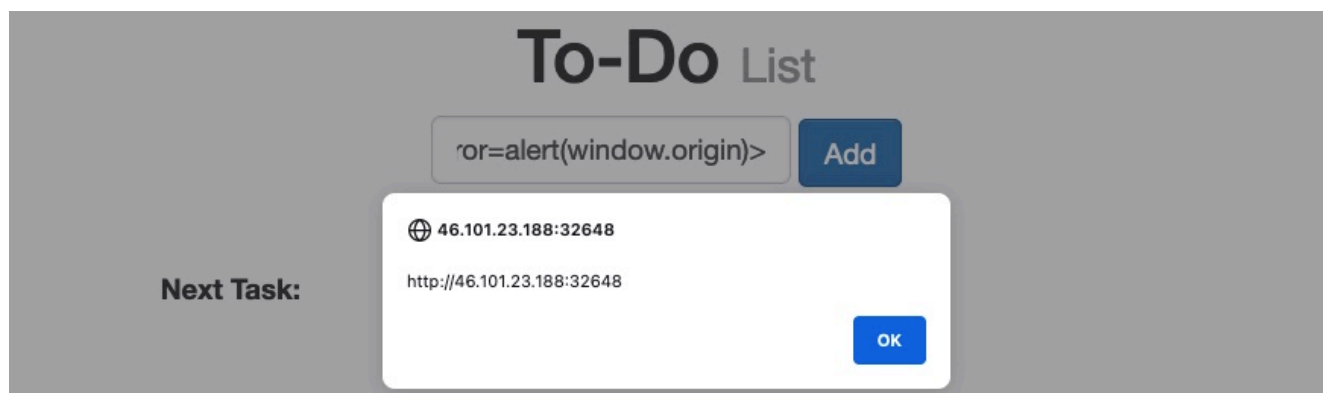 To-Do List
ror=alert(window.origin)> Add
46.101.23.188:32648
http://46.101.23.188:32648
Next Task:
OK